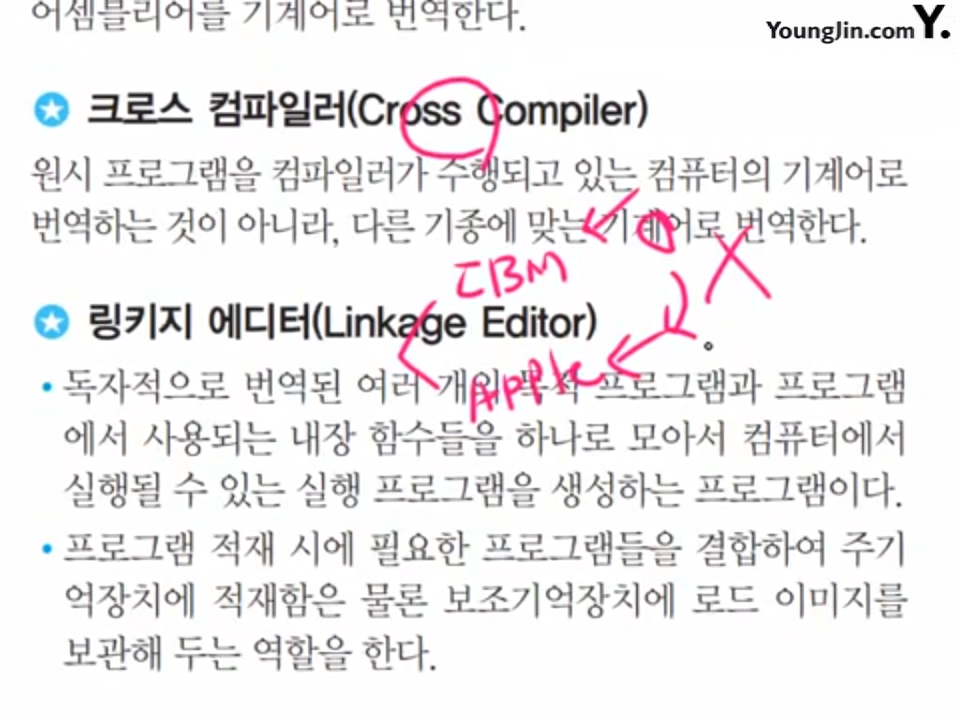 어셈블리어를 기계어로 번역한다.
YoungJin.com Y.
크로스 컴파일러(Cross Compiler)
원시 프로그램을 컴파일러가 수행되고 있는 컴퓨터의 기계어로
번역하는 것이 아니라, 다른 기종에 맞는 기계어로 번역한다.
IBM
링키지 에디터(Linkage Editor)
Apple
• 독자적으로 번역된 여러 개의 목적 프로그램과 프로그램
에서 사용되는 내장 함수들을 하나로 모아서 컴퓨터에서
실행될 수 있는 실행 프로그램을 생성하는 프로그램이다.
• 프로그램 적재 시에 필요한 프로그램들을 결합하여 주기
억장치에 적재함은 물론 보조기억장치에 로드 이미지를
보관해 두는 역할을 한다.